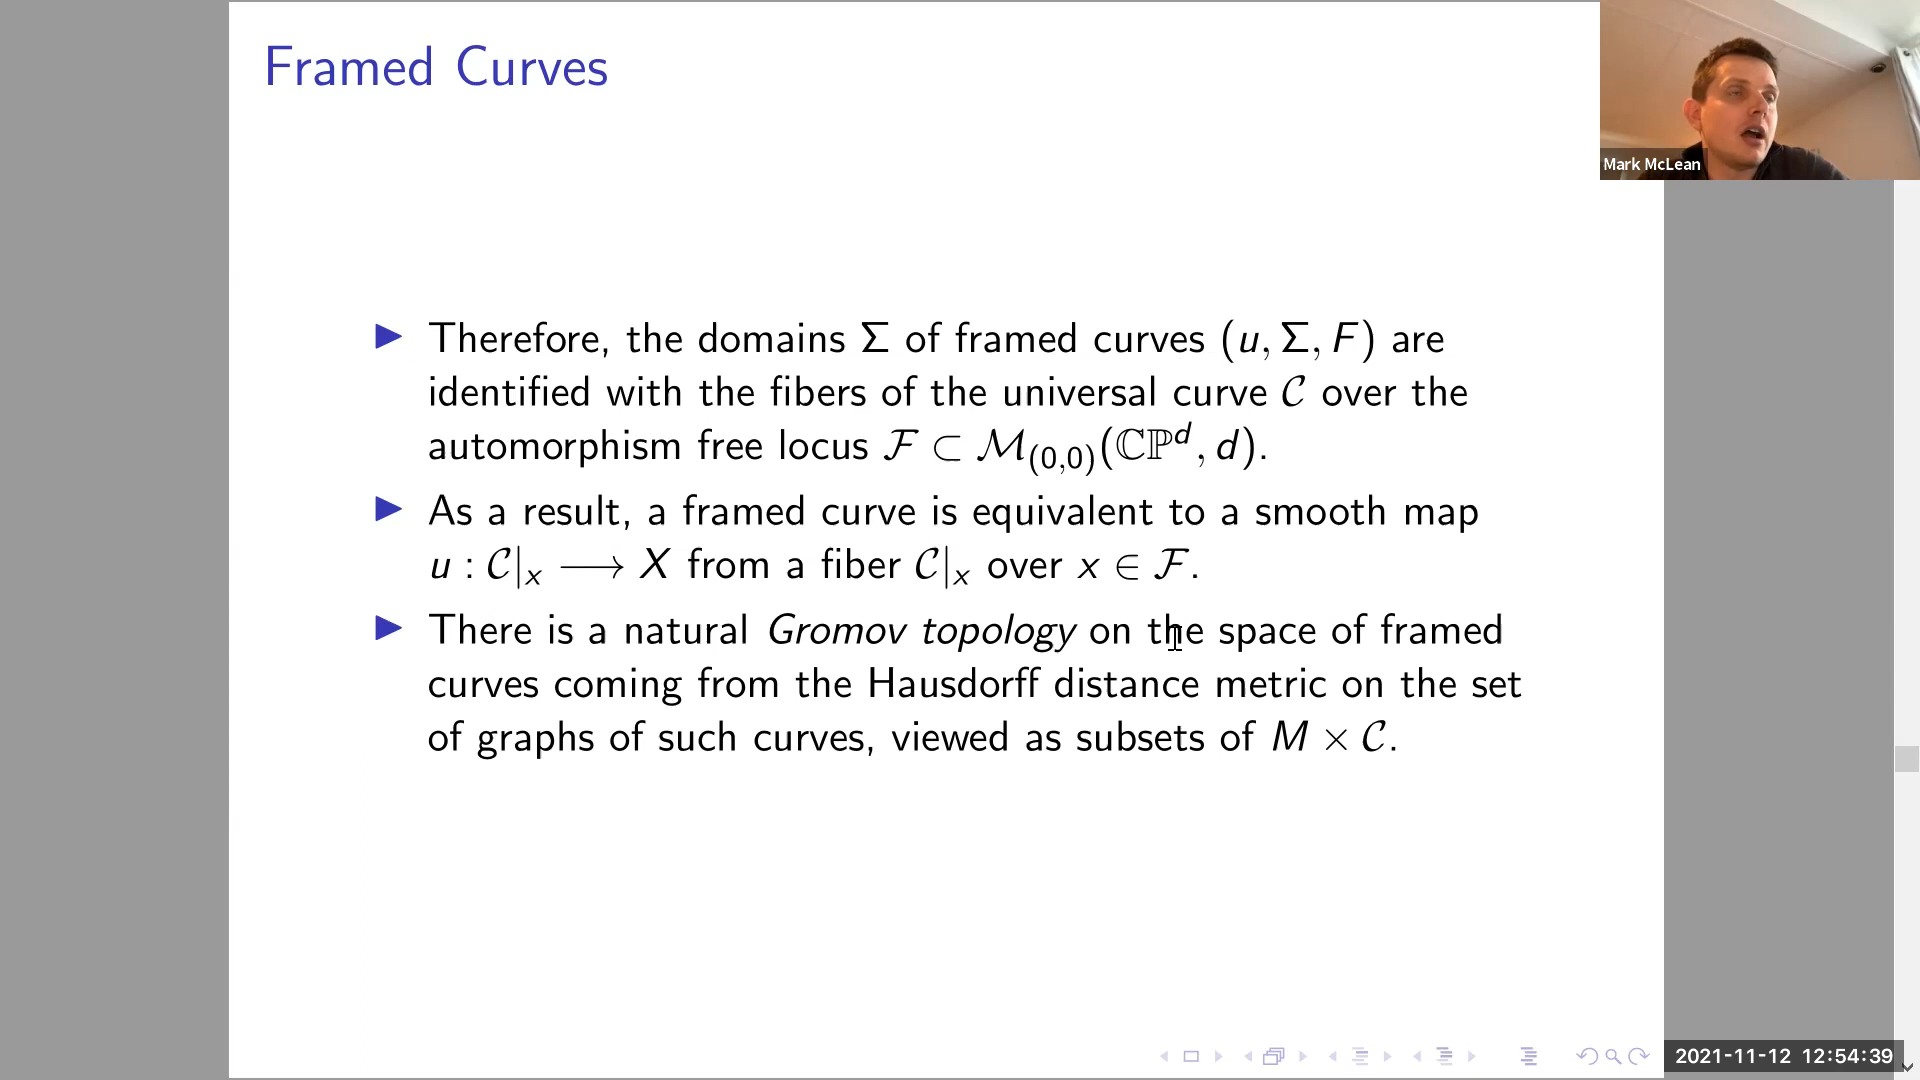 Framed Curves
Mark McLean
▶ Therefore, the domains Σ of framed curves (u, Σ, F) are
identified with the fibers of the universal curve 𝒞 over the
automorphism free locus ℱ ⊂ ℳ₍₀,₀₎(ℂℙᵈ, d).
▶ As a result, a framed curve is equivalent to a smooth map
u : 𝒞|ₓ ⟶ X from a fiber 𝒞|ₓ over x ∈ ℱ.
▶ There is a natural Gromov topology on the space of framed
curves coming from the Hausdorff distance metric on the set
of graphs of such curves, viewed as subsets of M × 𝒞.
2021-11-12 12:54:39